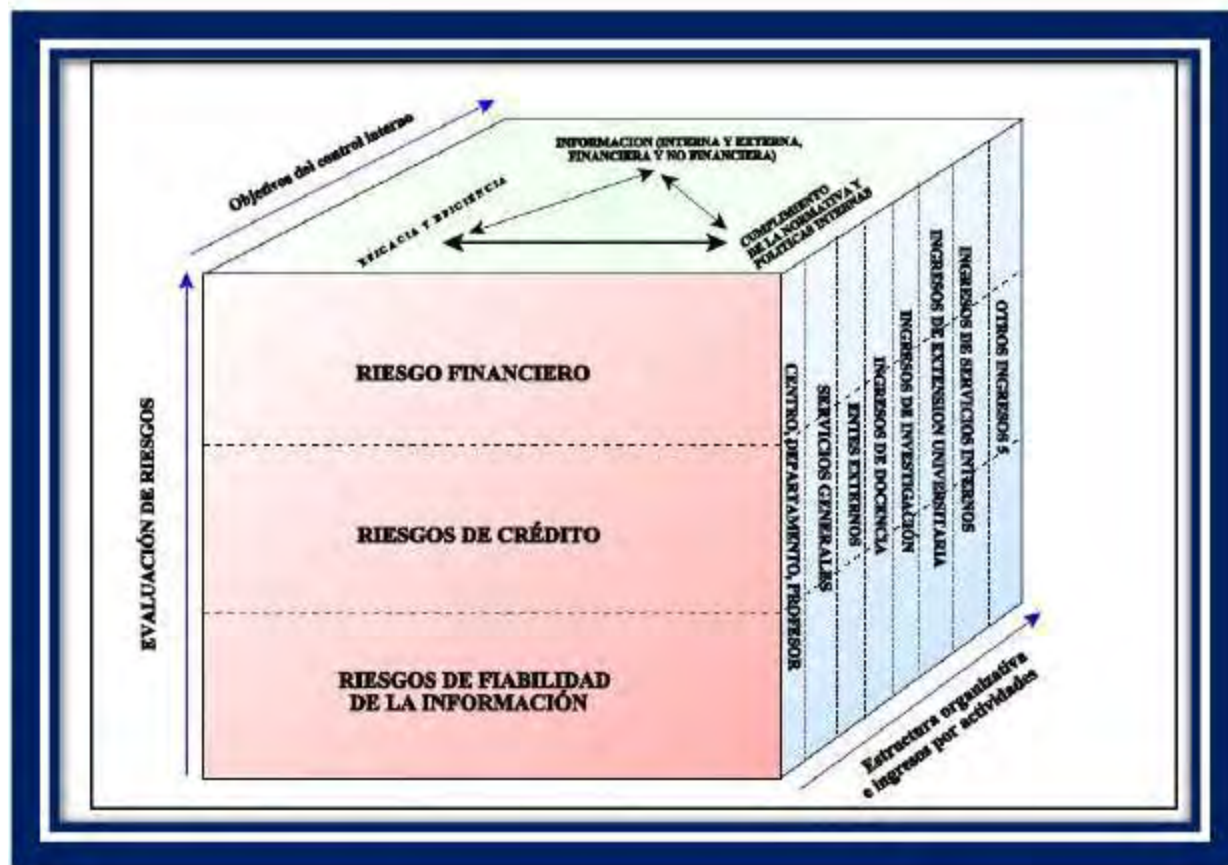 Objetivos del control interno
INFORMACION (INTERNA Y EXTERNA,
FINANCIERA Y NO FINANCIERA)
EFICACIA Y EFICIENCIA
CUMPLIMIENTO
DE LA NORMATIVA Y
POLITICAS INTERNAS
EVALUACIÓN DE RIESGOS
RIESGO FINANCIERO
RIESGOS DE CRÉDITO
RIESGOS DE FIABILIDAD
DE LA INFORMACIÓN
CENTRO, DEPARTAMENTO, PROFESOR
SERVICIOS GENERALES
ENTES EXTERNOS
INGRESOS DE DOCENCIA
INGRESOS DE INVESTIGACIÓN
INGRESOS DE EXTENSION UNIVERSITARIA
INGRESOS DE SERVICIOS INTERNOS
OTROS INGRESOS 5
Estructura organizativa
e ingresos por actividades